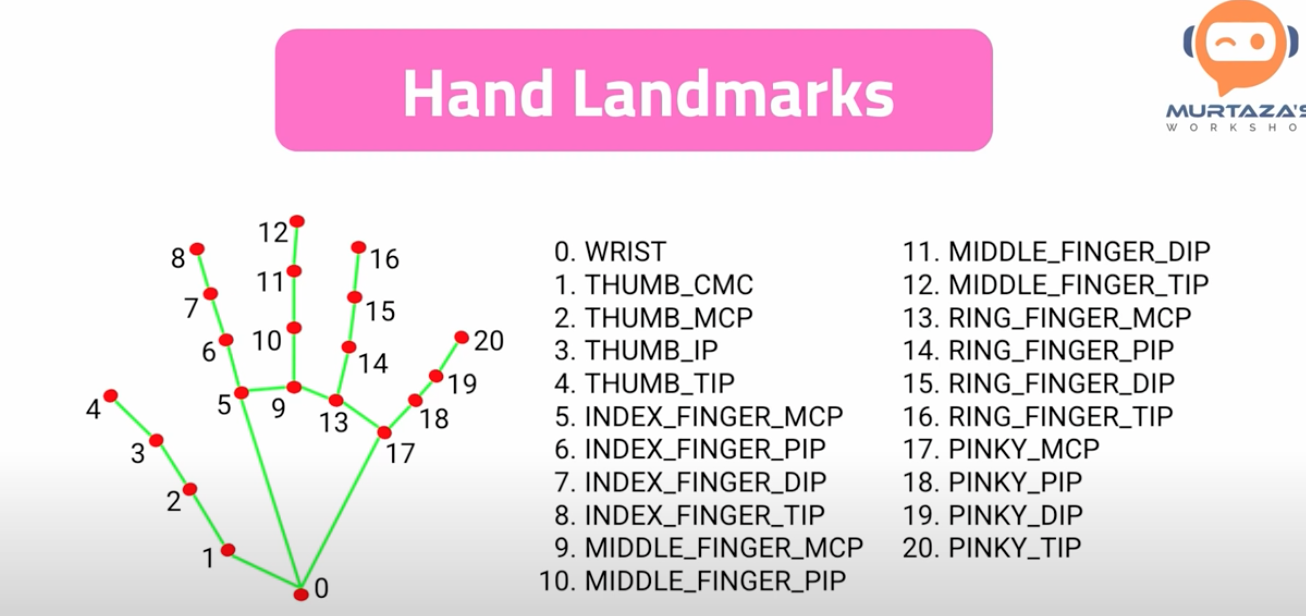 Hand Landmarks
MURTAZA'S
WORKSHO
12
8
16
11
7
15
10
20
6
14
19
4
5
9
13
18
3
17
2
1
0
0. WRIST
1. THUMB_CMC
2. THUMB_MCP
3. THUMB_IP
4. THUMB_TIP
5. INDEX_FINGER_MCP
6. INDEX_FINGER_PIP
7. INDEX_FINGER_DIP
8. INDEX_FINGER_TIP
9. MIDDLE_FINGER_MCP
10. MIDDLE_FINGER_PIP
11. MIDDLE_FINGER_DIP
12. MIDDLE_FINGER_TIP
13. RING_FINGER_MCP
14. RING_FINGER_PIP
15. RING_FINGER_DIP
16. RING_FINGER_TIP
17. PINKY_MCP
18. PINKY_PIP
19. PINKY_DIP
20. PINKY_TIP